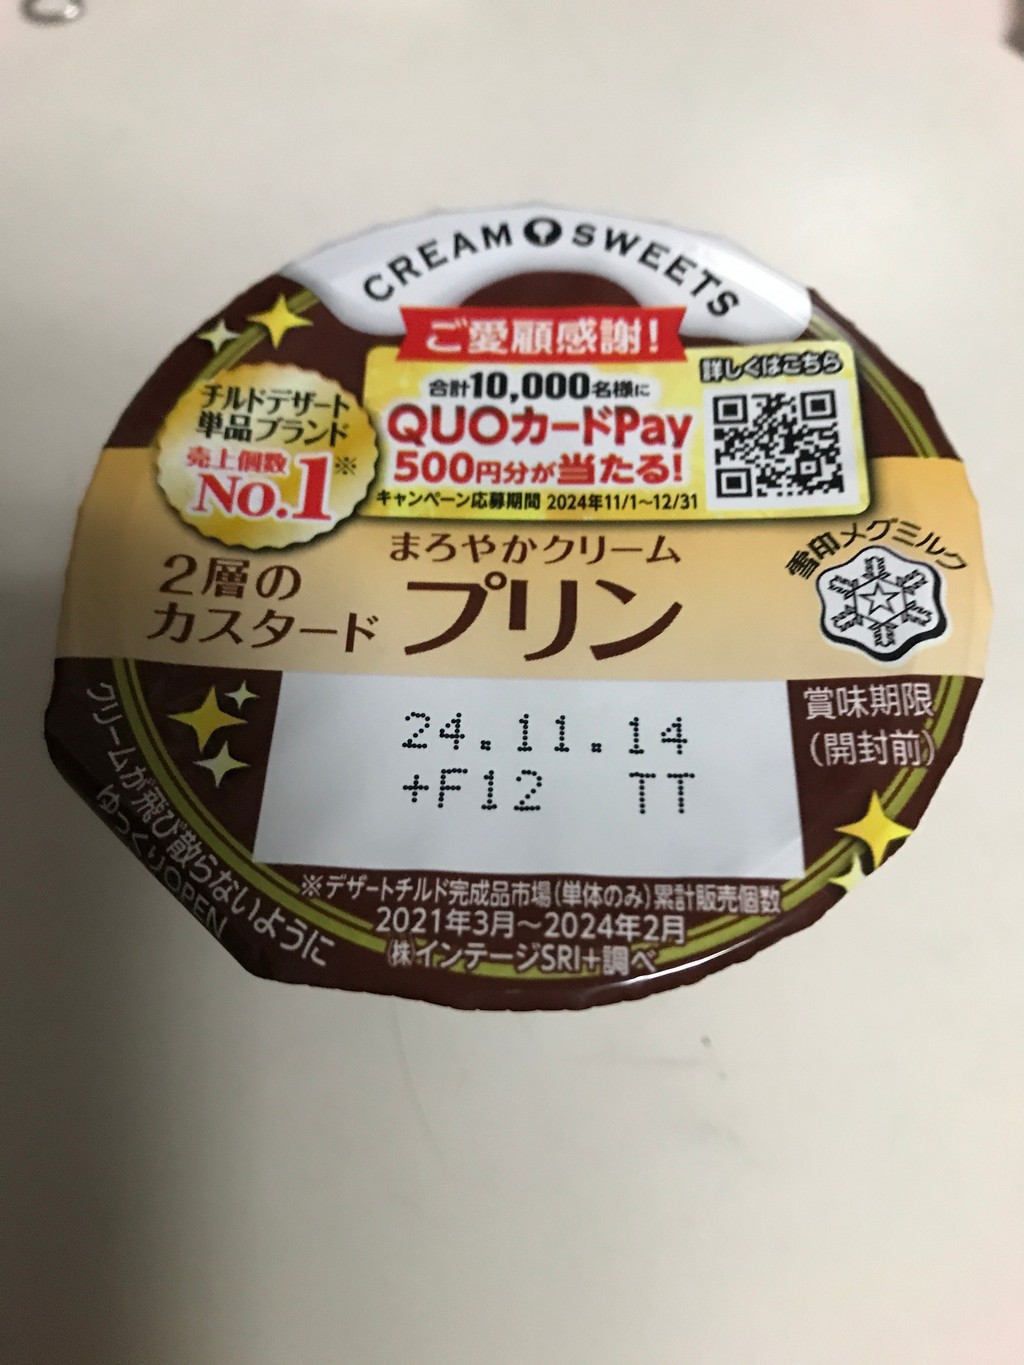 CREAM SWEETS
ご愛顧感謝!
詳しくはこちら
合計10,000名様に
QUOカードPay
500円分が当たる!
キャンペーン応募期間 2024年11/1～12/31
チルドデザート
単品ブランド
売上個数※
No.1
まろやかクリーム
2層の
カスタード
プリン
雪印メグミルク
24.11.14
+F12 TT
賞味期限
(開封前)
クリームが飛び散らないように
ゆっくりOPEN
※デザートチルド完成品市場(単体のみ)累計販売個数
2021年3月～2024年2月
㈱インテージSRI+調べ